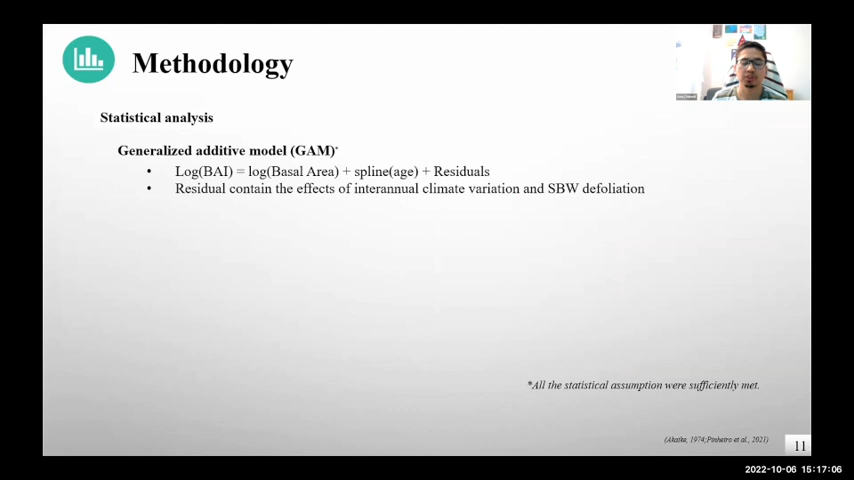 Methodology
Statistical analysis
Generalized additive model (GAM)*
• Log(BAI) = log(Basal Area) + spline(age) + Residuals
• Residual contain the effects of interannual climate variation and SBW defoliation
*All the statistical assumption were sufficiently met.
(Akaike, 1974;Pinheiro et al., 2021)
11
2022-10-06 15:17:06